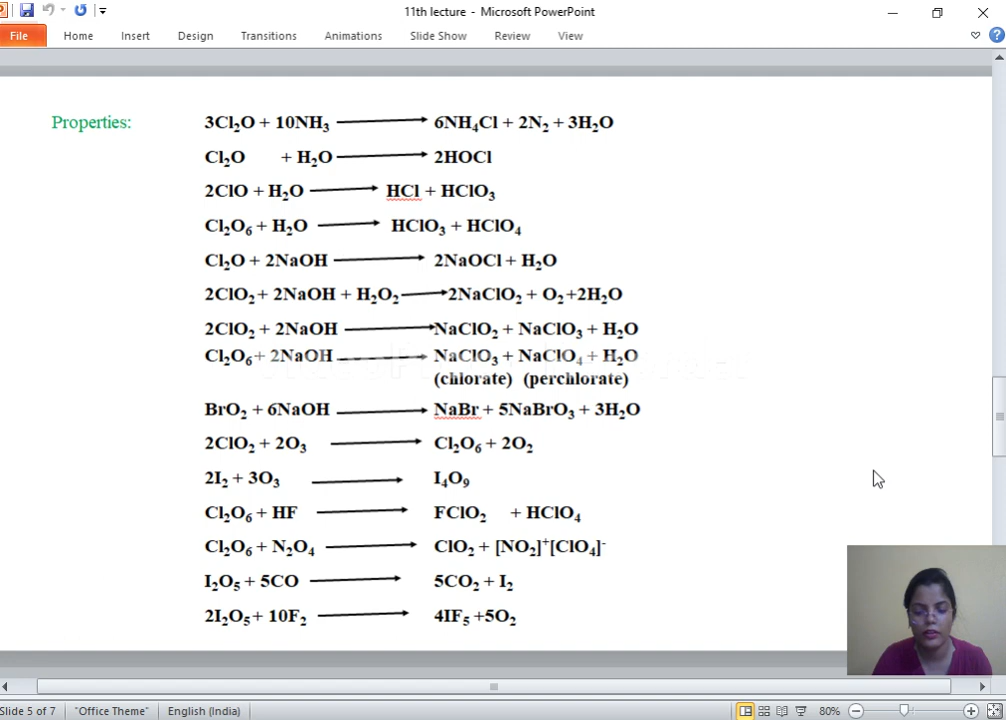 11th lecture - Microsoft PowerPoint
File Home Insert Design Transitions Animations Slide Show Review View
Properties: 3Cl₂O + 10NH₃ ⟶ 6NH₄Cl + 2N₂ + 3H₂O
Cl₂O + H₂O ⟶ 2HOCl
2ClO + H₂O ⟶ HCl + HClO₃
Cl₂O₆ + H₂O ⟶ HClO₃ + HClO₄
Cl₂O + 2NaOH ⟶ 2NaOCl + H₂O
2ClO₂ + 2NaOH + H₂O₂ ⟶ 2NaClO₂ + O₂ +2H₂O
2ClO₂ + 2NaOH ⟶ NaClO₂ + NaClO₃ + H₂O
Cl₂O₆ + 2NaOH ⟶ NaClO₃ + NaClO₄ + H₂O
(chlorate) (perchlorate)
BrO₂ + 6NaOH ⟶ NaBr + 5NaBrO₃ + 3H₂O
2ClO₂ + 2O₃ ⟶ Cl₂O₆ + 2O₂
2I₂ + 3O₃ ⟶ I₄O₉
Cl₂O₆ + HF ⟶ FClO₂ + HClO₄
Cl₂O₆ + N₂O₄ ⟶ ClO₂ + [NO₂]⁺[ClO₄]⁻
I₂O₅ + 5CO ⟶ 5CO₂ + I₂
2I₂O₅ + 10F₂ ⟶ 4IF₅ +5O₂
Slide 5 of 7 "Office Theme" English (India) 80%